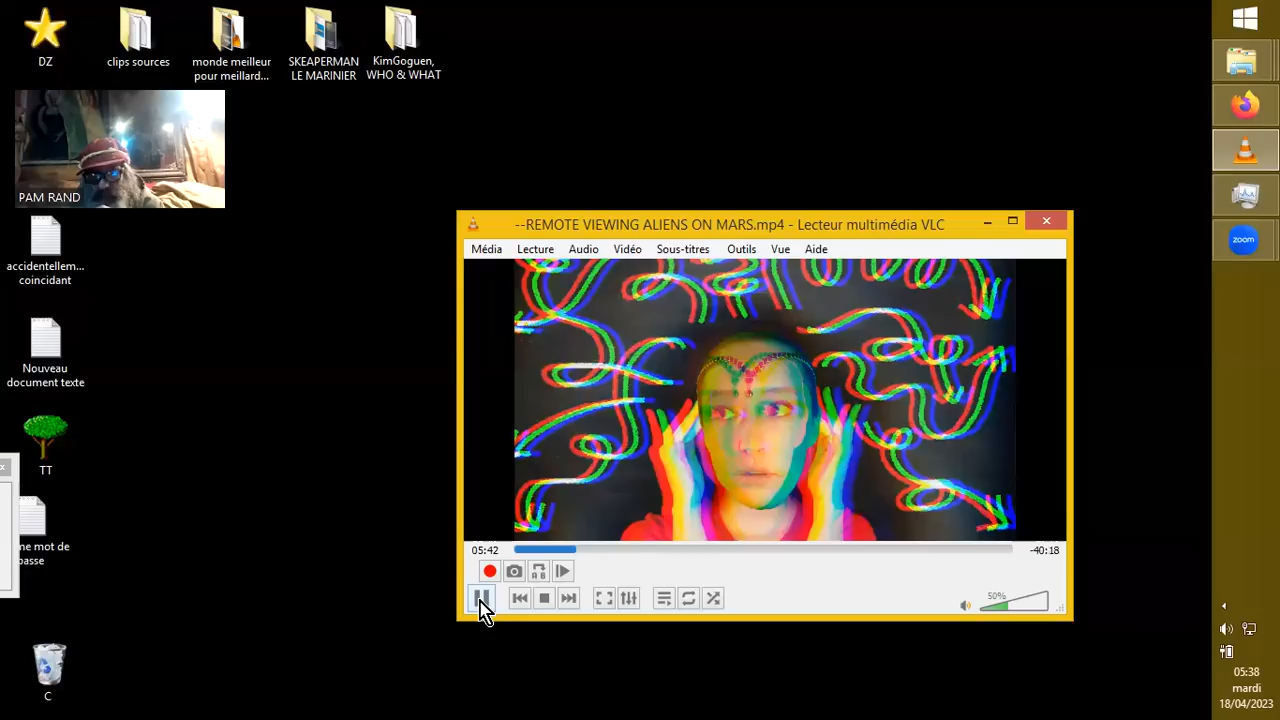 DZ
clips sources
monde meilleur
pour meillard...
SKEAPERMAN
LE MARINIER
KimGoguen,
WHO & WHAT
PAM RAND
accidentellem...
coincidant
Nouveau
document texte
TT
me mot de
passe
C
--REMOTE VIEWING ALIENS ON MARS.mp4 - Lecteur multimédia VLC
Média Lecture Audio Vidéo Sous-titres Outils Vue Aide
05:42
-40:18
A B
50%
zoom
05:38
mardi
18/04/2023